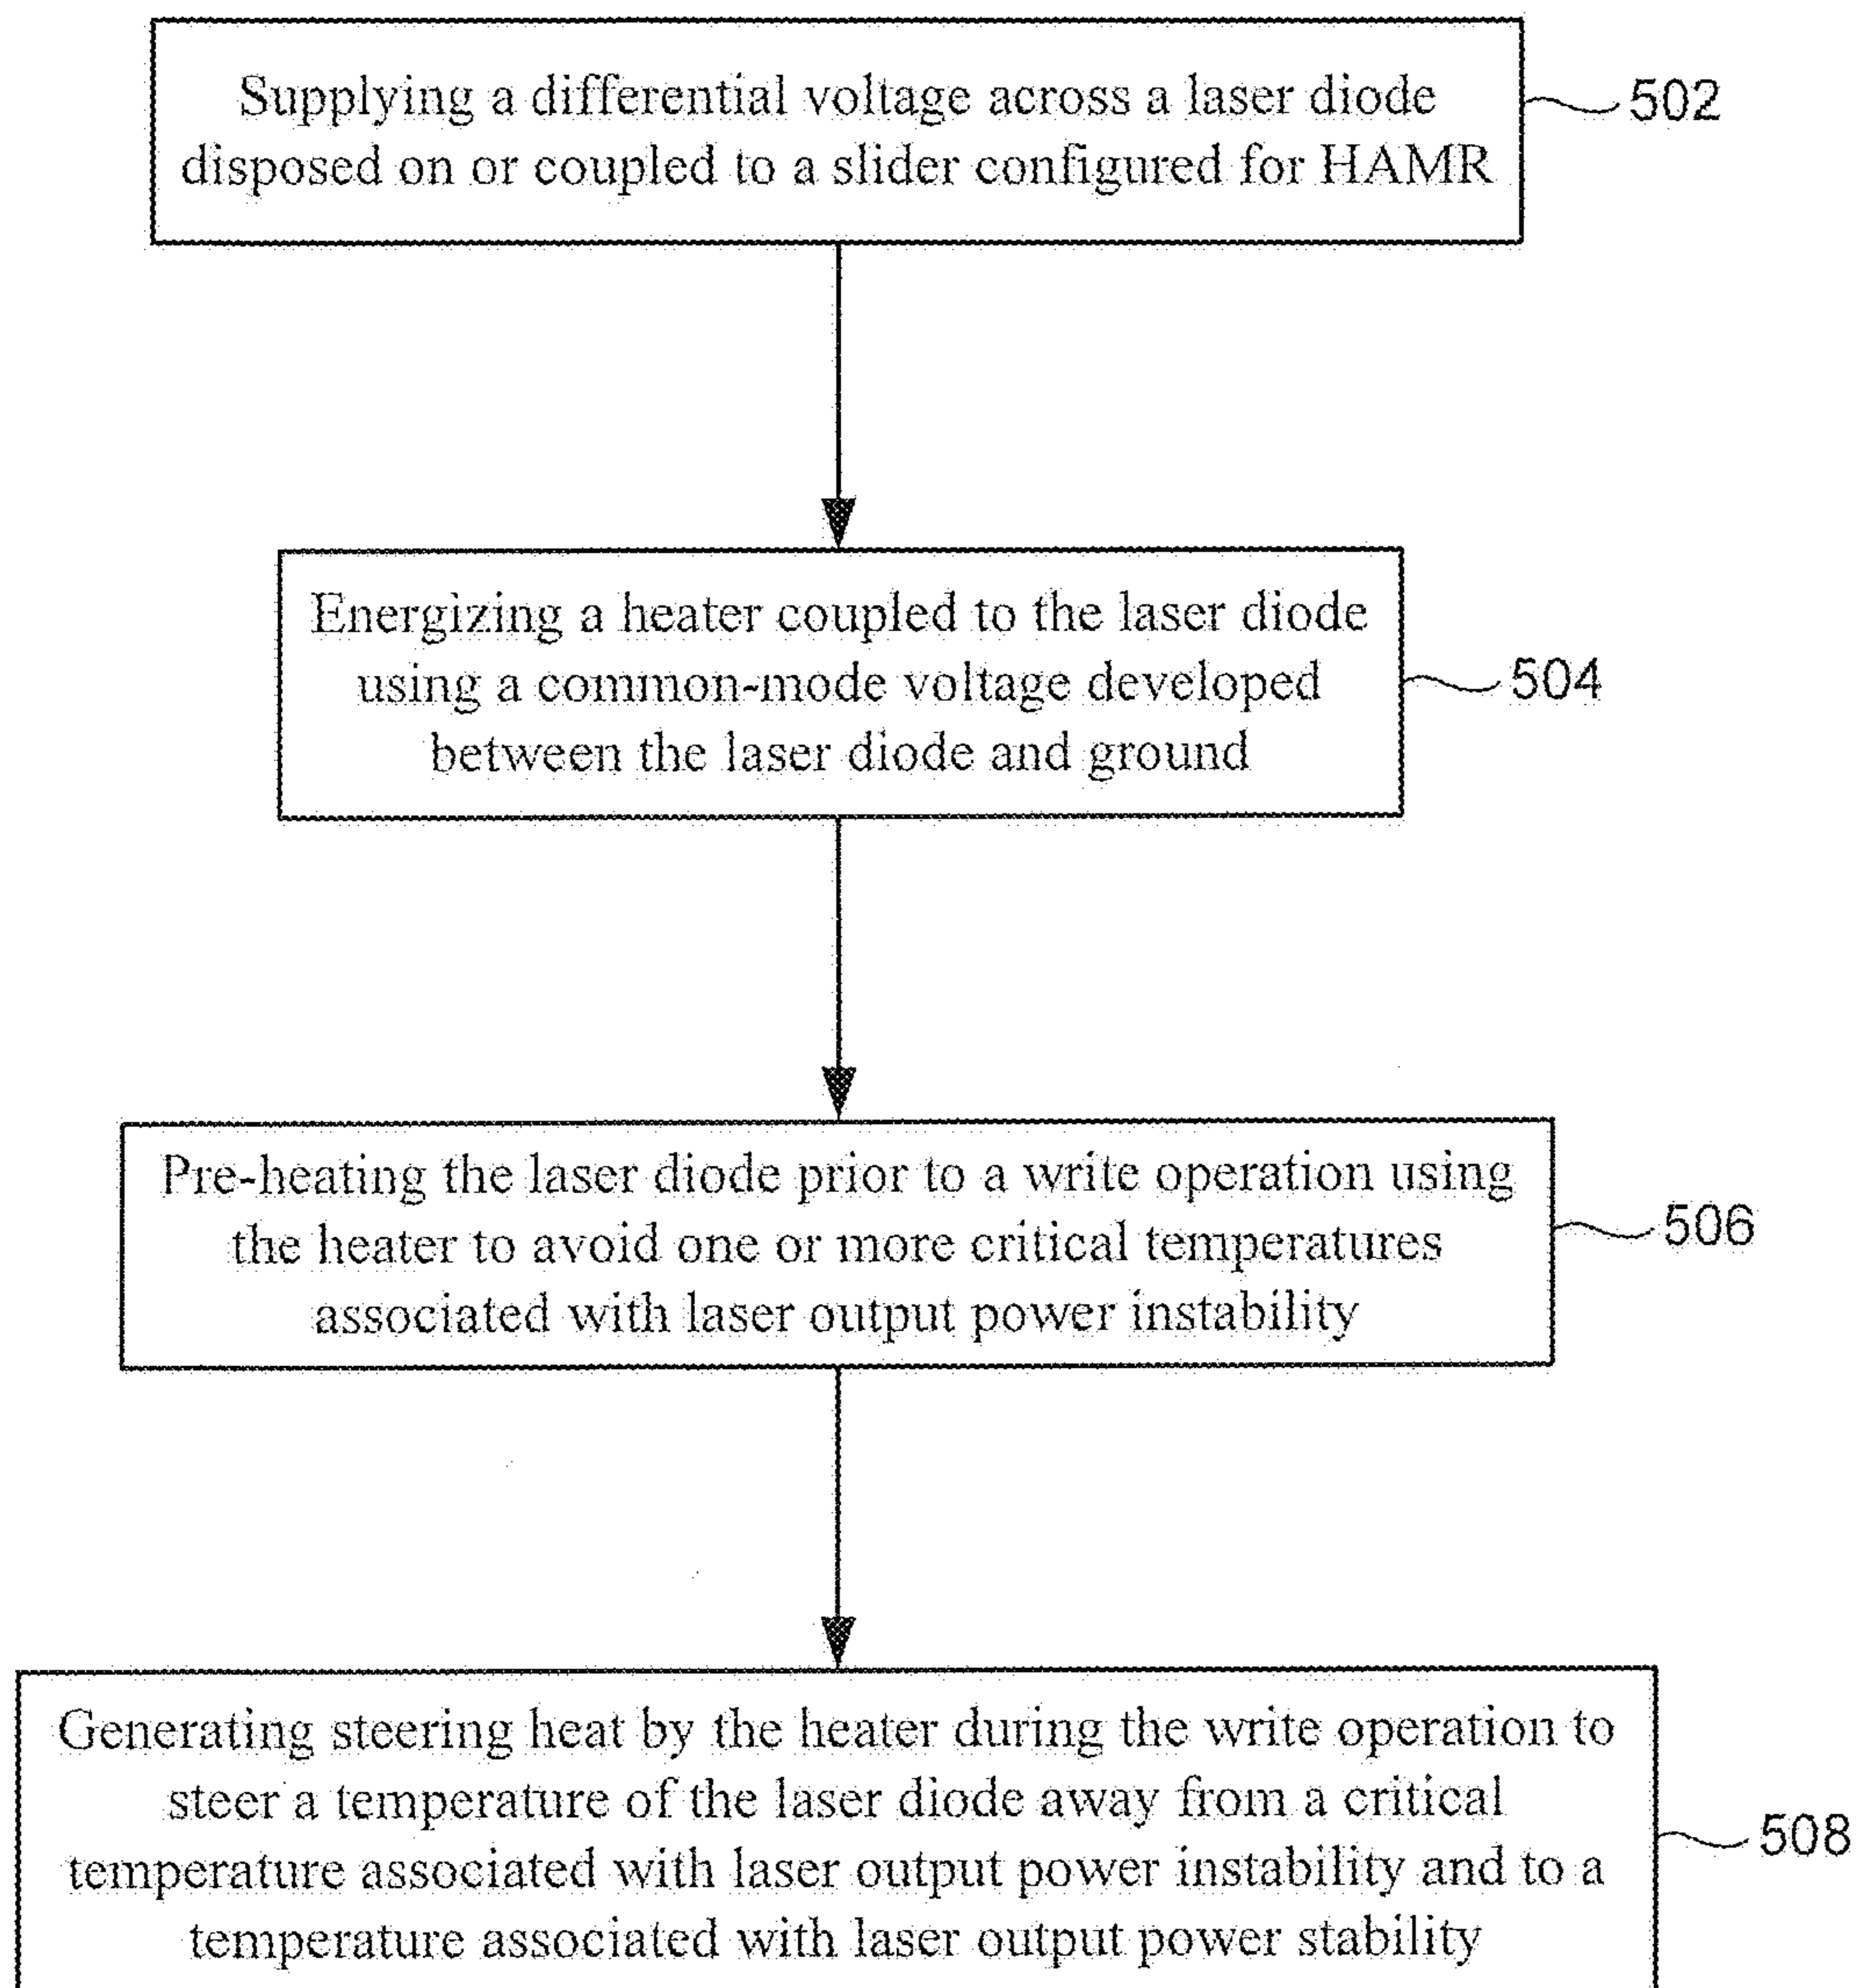 Supplying a differential voltage across a laser diode
disposed on or coupled to a slider configured for HAMR
502
Energizing a heater coupled to the laser diode
using a common-mode voltage developed
between the laser diode and ground
504
Pre-heating the laser diode prior to a write operation using
the heater to avoid one or more critical temperatures
associated with laser output power instability
506
Generating steering heat by the heater during the write operation to
steer a temperature of the laser diode away from a critical
temperature associated with laser output power instability and to a
temperature associated with laser output power stability
508